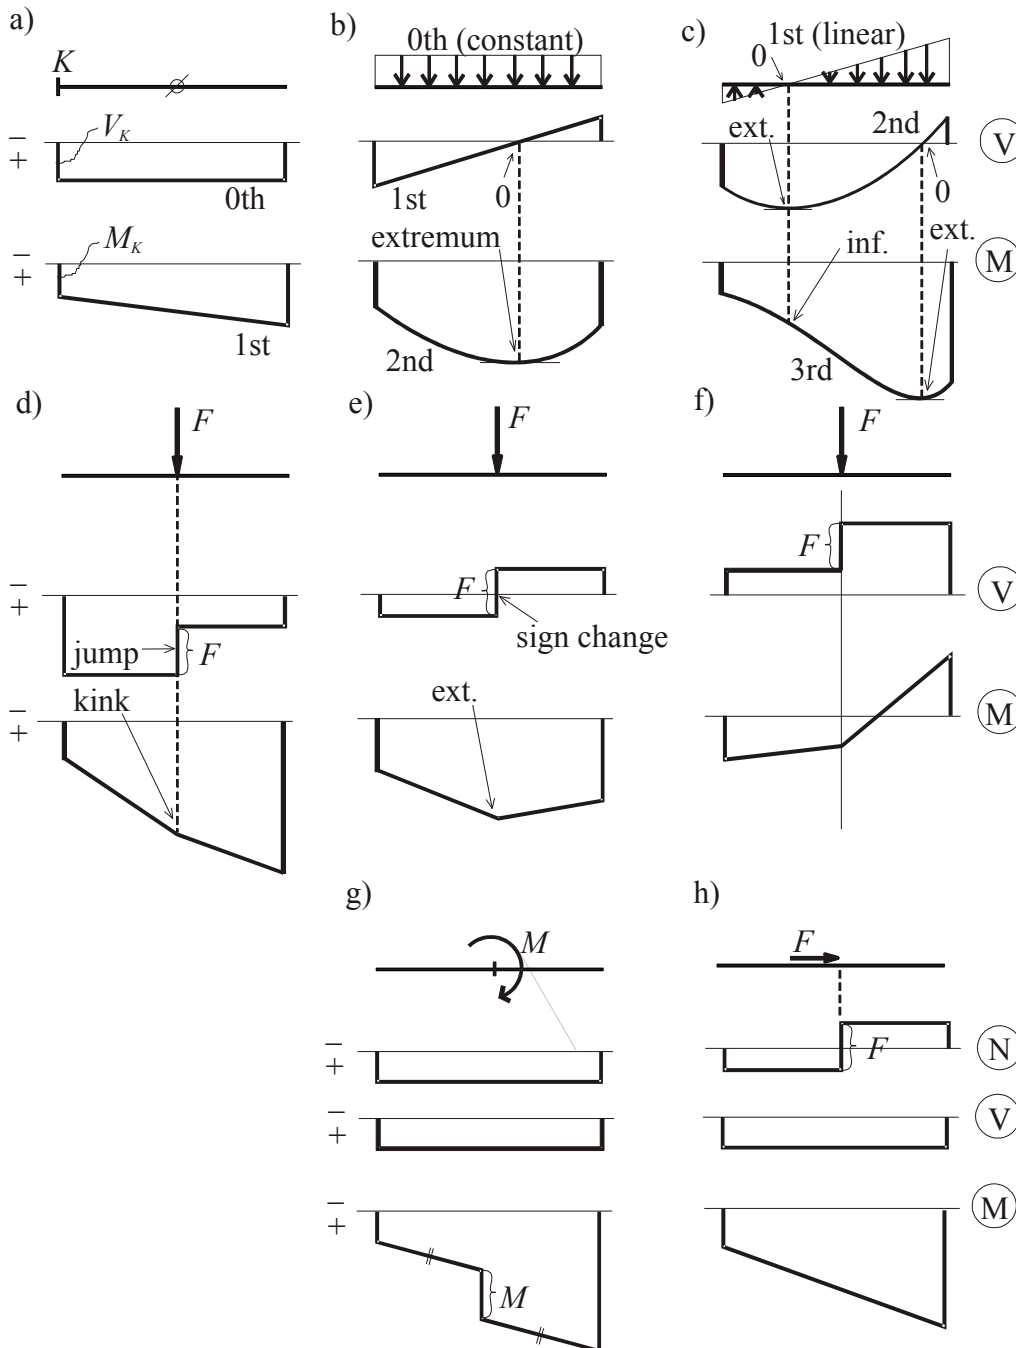 a)
K
− +
V_K
0th
− +
M_K
1st
b)
0th (constant)
1st
0
extremum
2nd
c)
1st (linear)
0
ext.
2nd
V
0
inf.
ext.
M
3rd
d)
F
− +
jump
F
kink
− +
e)
F
F
sign change
ext.
f)
F
F
V
M
g)
M
− +
− +
− +
M
h)
F
F
N
V
M